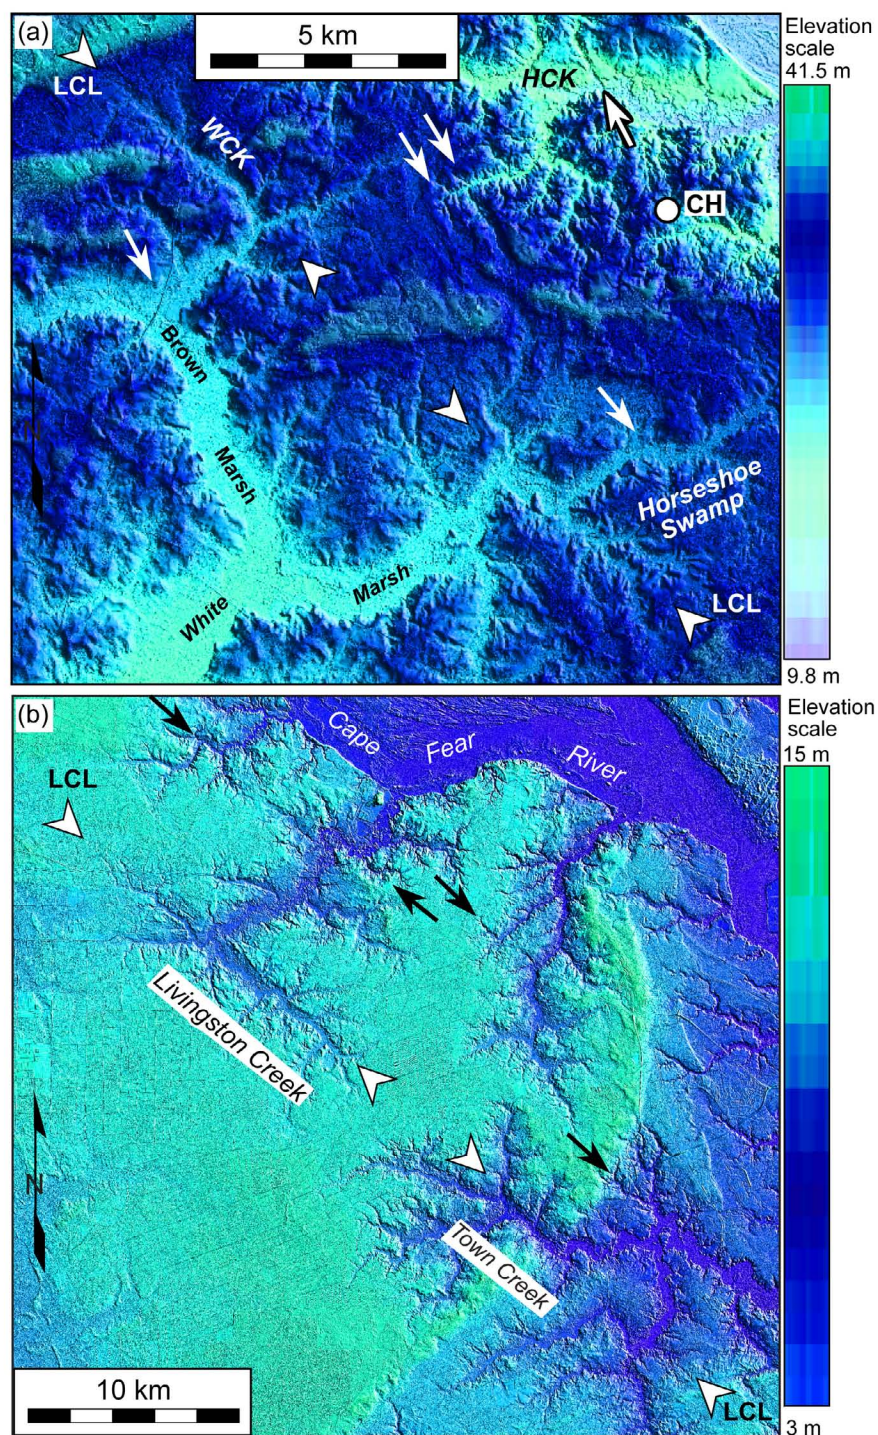 (a)
5 km
Elevation
scale
41.5 m
LCL
HCK
WCK
CH
Brown
Marsh
N
Horseshoe
Swamp
LCL
Marsh
White
9.8 m
(b)
Elevation
scale
15 m
Cape
Fear
River
LCL
Livingston Creek
N
Town Creek
10 km
LCL
3 m